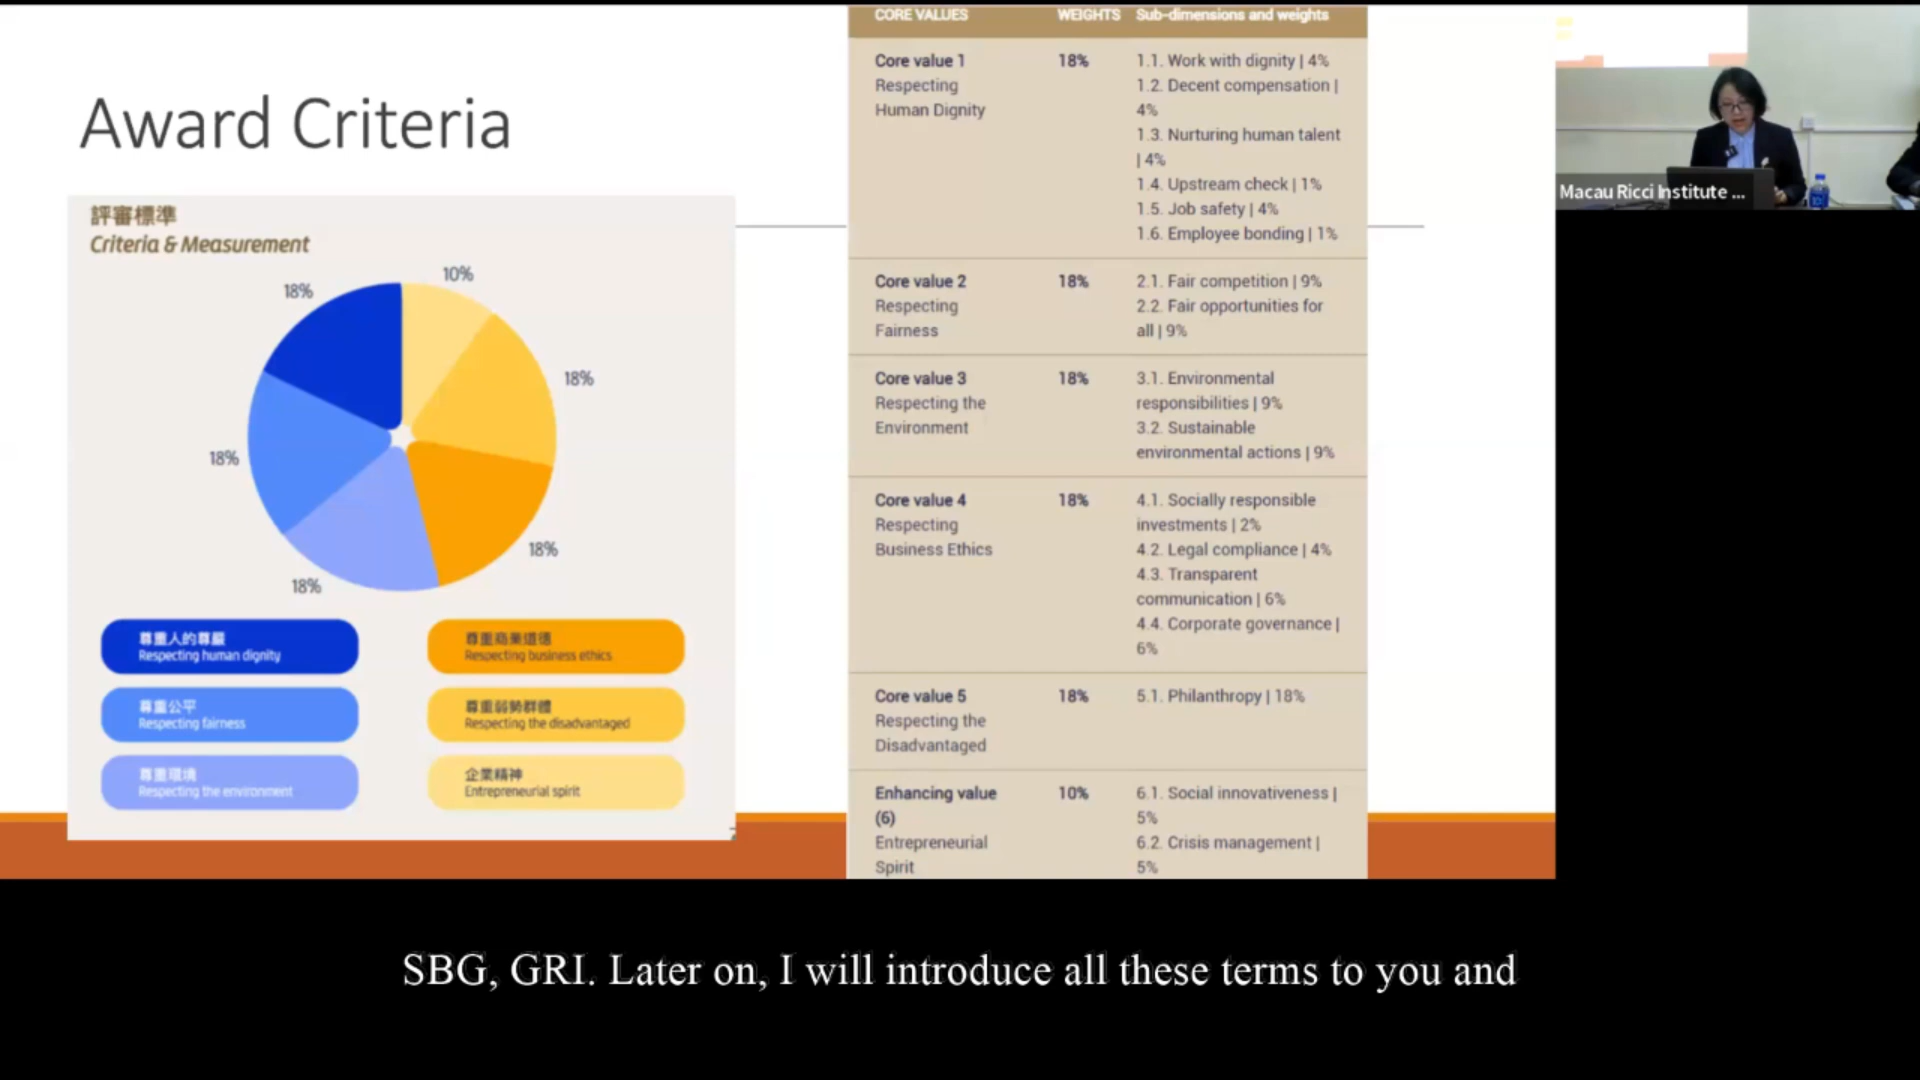 Award Criteria
評審標準
Criteria & Measurement
10%
18%
18%
18%
18%
18%
尊重人的尊嚴
Respecting human dignity
尊重公平
Respecting fairness
尊重環境
Respecting the environment
尊重商業道德
Respecting business ethics
尊重弱勢群體
Respecting the disadvantaged
企業精神
Entrepreneurial spirit
CORE VALUES WEIGHTS Sub-dimensions and weights
Core value 1 18% 1.1. Work with dignity | 4%
Respecting 1.2. Decent compensation |
Human Dignity 4%
1.3. Nurturing human talent
| 4%
1.4. Upstream check | 1%
1.5. Job safety | 4%
1.6. Employee bonding | 1%
Core value 2 18% 2.1. Fair competition | 9%
Respecting 2.2. Fair opportunities for
Fairness all | 9%
Core value 3 18% 3.1. Environmental
Respecting the responsibilities | 9%
Environment 3.2. Sustainable
environmental actions | 9%
Core value 4 18% 4.1. Socially responsible
Respecting investments | 2%
Business Ethics 4.2. Legal compliance | 4%
4.3. Transparent
communication | 6%
4.4. Corporate governance |
6%
Core value 5 18% 5.1. Philanthropy | 18%
Respecting the
Disadvantaged
Enhancing value 10% 6.1. Social innovativeness |
(6) 5%
Entrepreneurial 6.2. Crisis management |
Spirit 5%
Macau Ricci Institute ...
SBG, GRI. Later on, I will introduce all these terms to you and